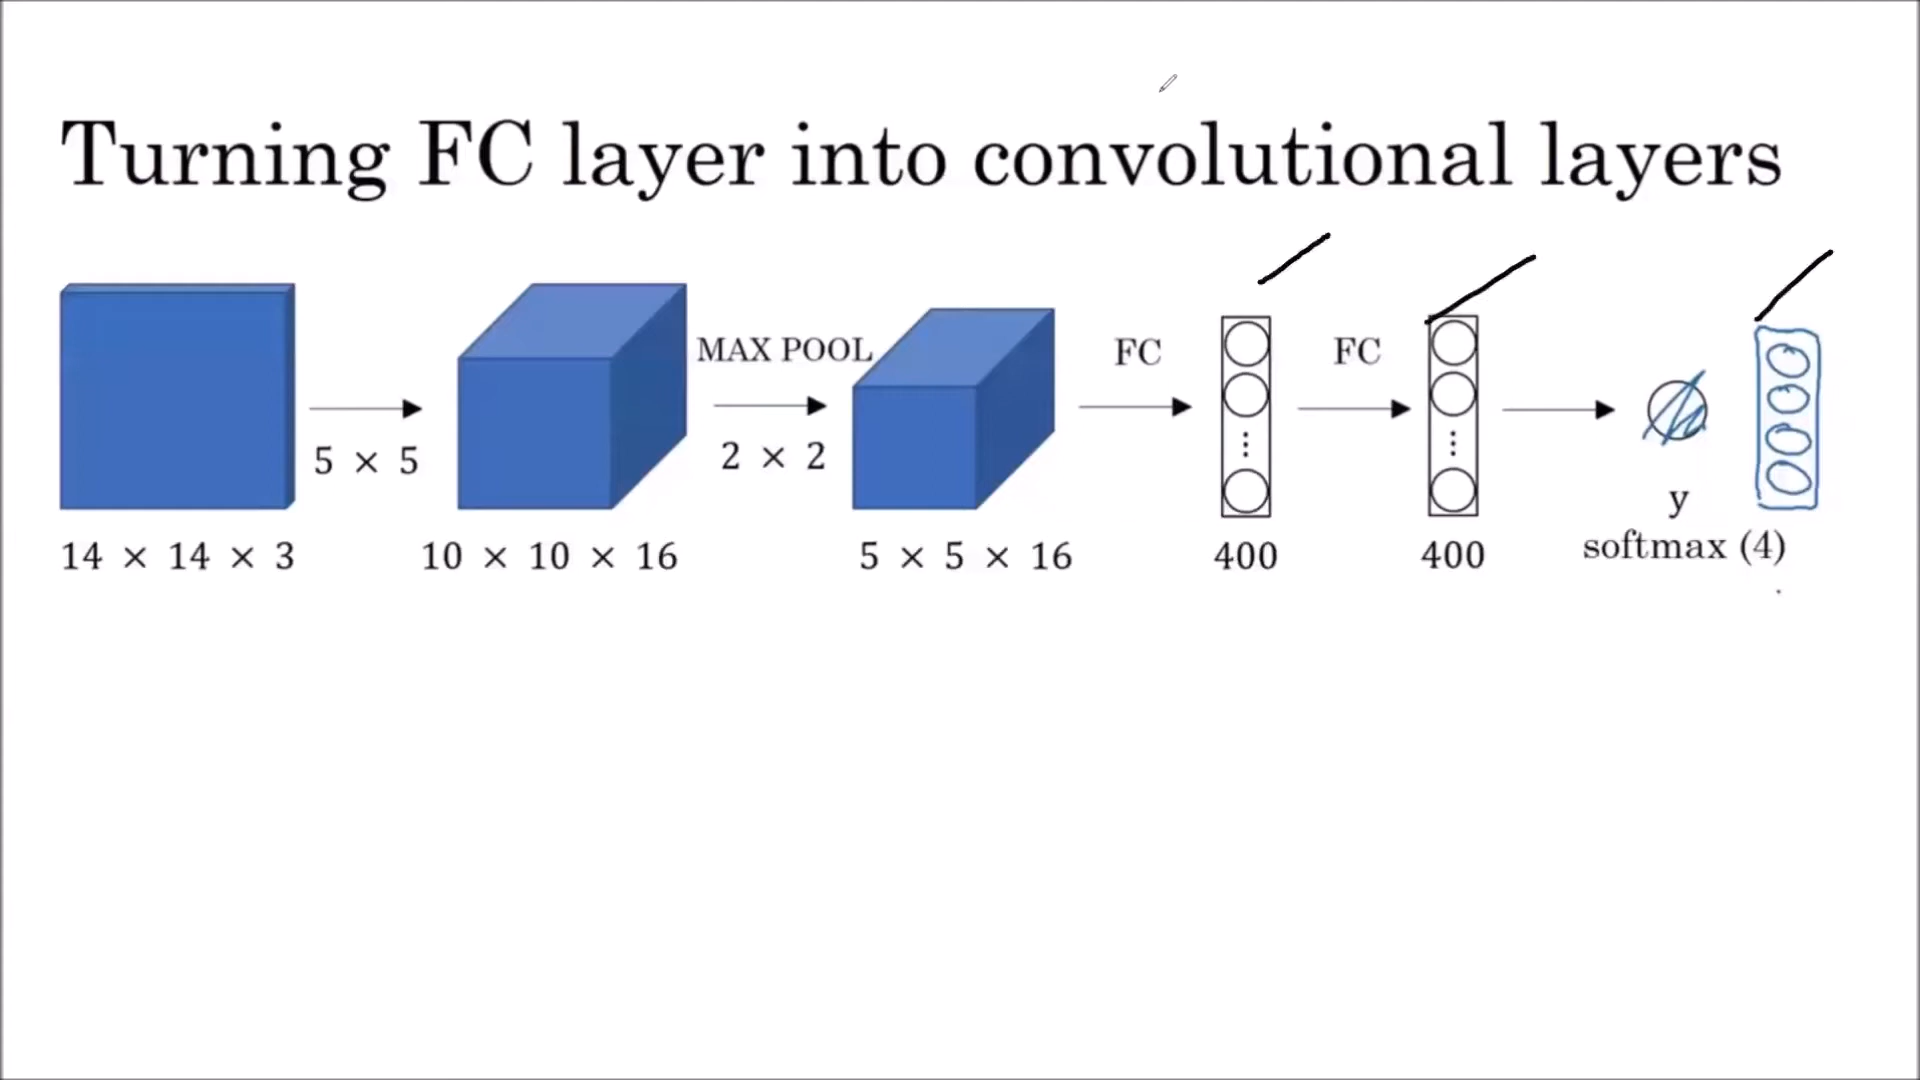 Turning FC layer into convolutional layers
MAX POOL
FC
FC
5 × 5
2 × 2
y
14 × 14 × 3
10 × 10 × 16
5 × 5 × 16
400
400
softmax (4)